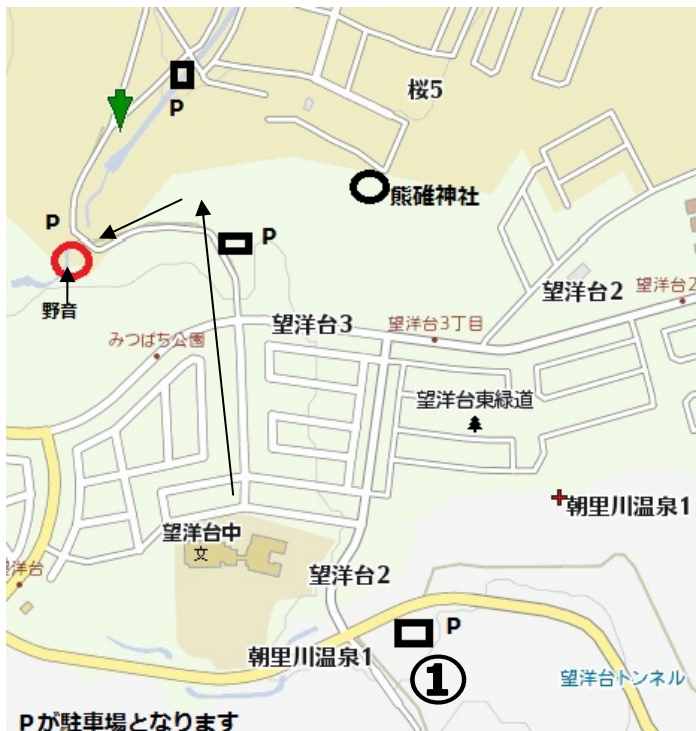 桜5
P
P
熊碓神社
P
野音
望洋台2
望洋台2
望洋台3
望洋台3丁目
みつばち公園
望洋台東緑道
朝里川温泉1
望洋台中
文
望洋台
望洋台2
P
朝里川温泉1
①
望洋台トンネル
Pが駐車場となります